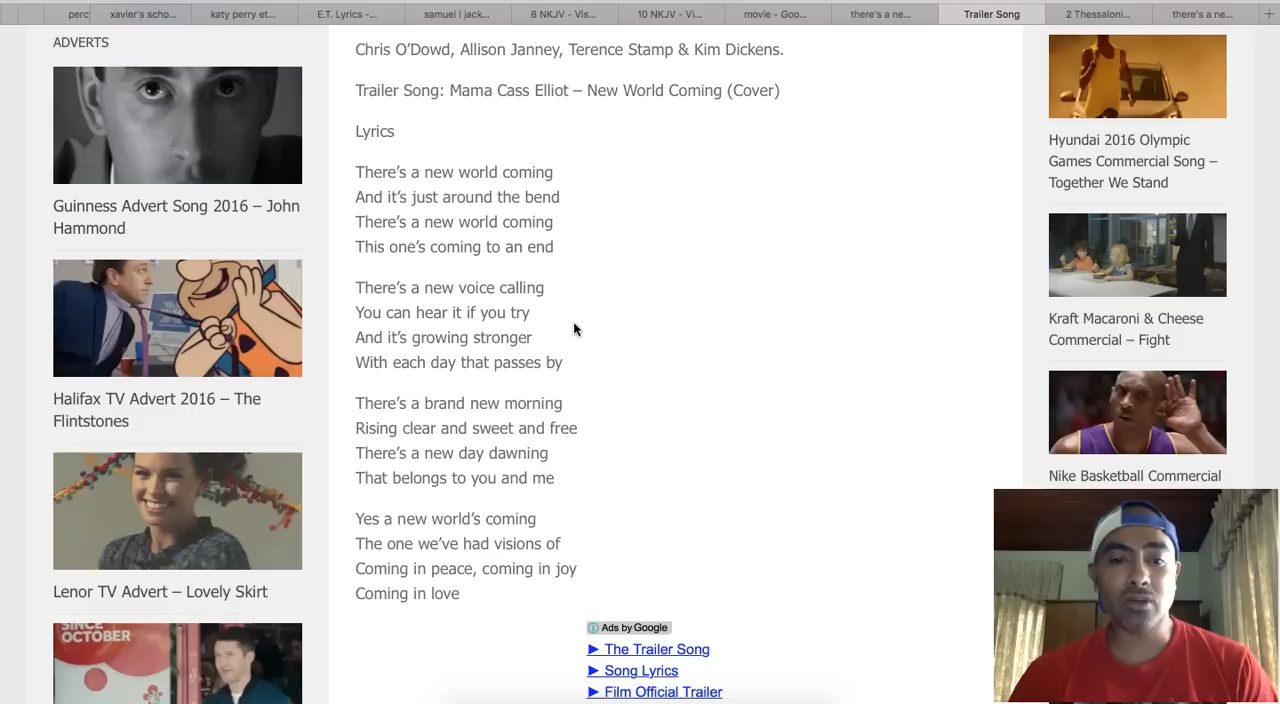 perc
xavier's scho...
katy perry et...
E.T. Lyrics -...
samuel l jack...
8 NKJV - Vis...
10 NKJV - Vi...
movie - Goo...
there's a ne...
Trailer Song
2 Thessaloni...
there's a ne...
ADVERTS
Guinness Advert Song 2016 – John
Hammond
Halifax TV Advert 2016 – The
Flintstones
Lenor TV Advert – Lovely Skirt
SINCE
OCTOBER
Chris O’Dowd, Allison Janney, Terence Stamp & Kim Dickens.
Trailer Song: Mama Cass Elliot – New World Coming (Cover)
Lyrics
There’s a new world coming
And it’s just around the bend
There’s a new world coming
This one’s coming to an end
There’s a new voice calling
You can hear it if you try
And it’s growing stronger
With each day that passes by
There’s a brand new morning
Rising clear and sweet and free
There’s a new day dawning
That belongs to you and me
Yes a new world’s coming
The one we’ve had visions of
Coming in peace, coming in joy
Coming in love
Ads by Google
► The Trailer Song
► Song Lyrics
► Film Official Trailer
Hyundai 2016 Olympic
Games Commercial Song –
Together We Stand
Kraft Macaroni & Cheese
Commercial – Fight
Nike Basketball Commercial